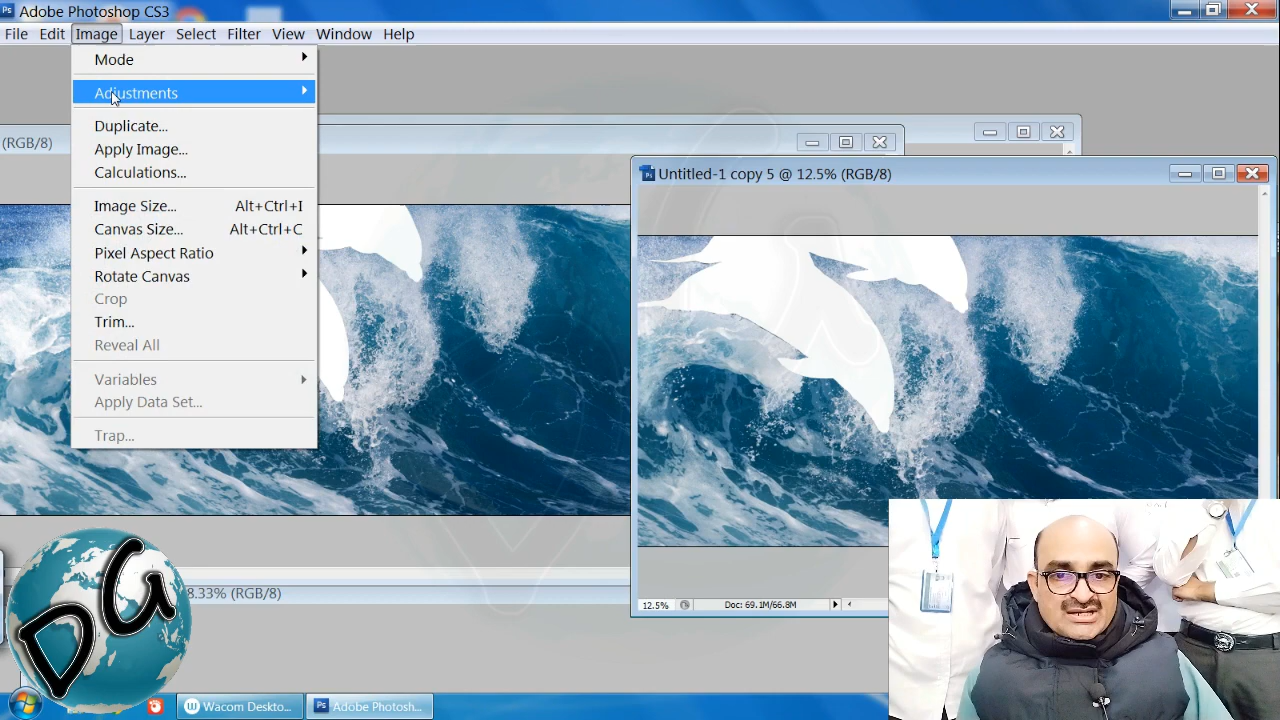 Ps Adobe Photoshop CS3
File Edit Image Layer Select Filter View Window Help
Mode
Adjustments
Duplicate...
Apply Image...
Calculations...
Image Size... Alt+Ctrl+I
Canvas Size... Alt+Ctrl+C
Pixel Aspect Ratio
Rotate Canvas
Crop
Trim...
Reveal All
Variables
Apply Data Set...
Trap...
(RGB/8)
Untitled-1 copy 5 @ 12.5% (RGB/8)
12.5% Doc: 69.1M/66.8M
8.33% (RGB/8)
DG
Wacom Deskto... Ps Adobe Photosh...